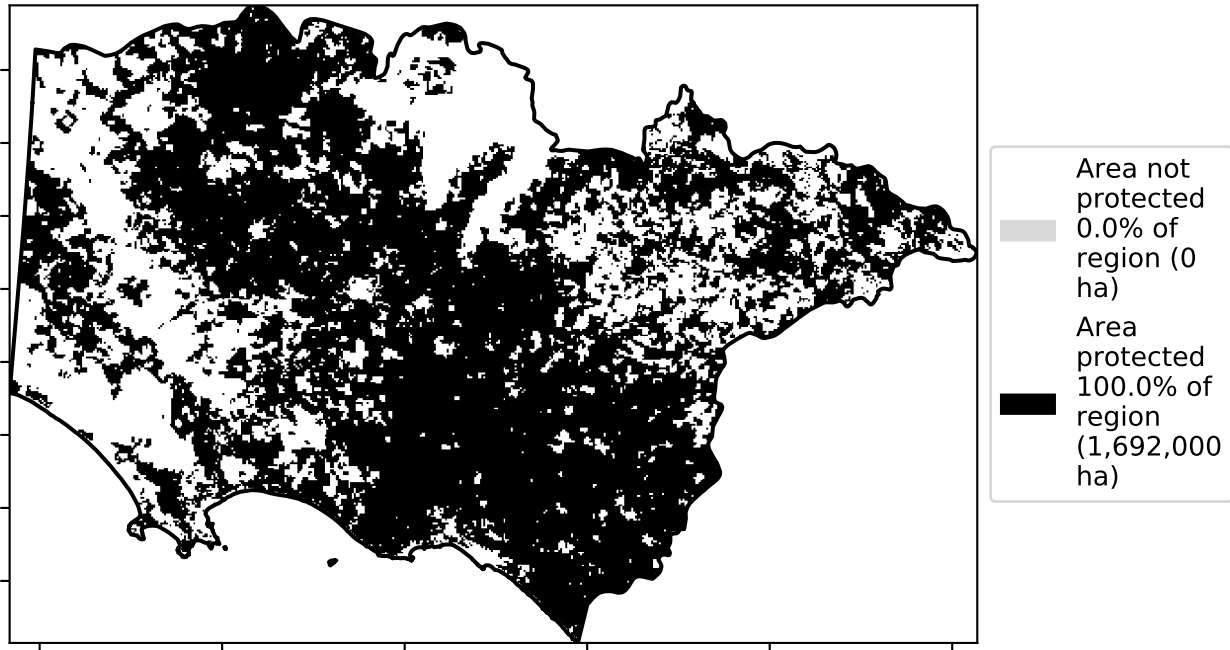 Area not
protected
0.0% of
region (0
ha)
Area
protected
100.0% of
region
(1,692,000
ha)